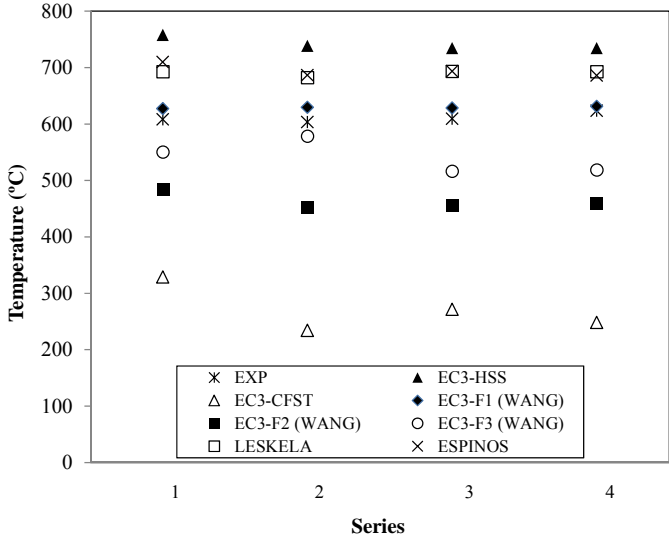 800
700
600
500
400
300
200
100
0
Temperature (ºC)
EXP
EC3-HSS
EC3-CFST
EC3-F1 (WANG)
EC3-F2 (WANG)
EC3-F3 (WANG)
LESKELA
ESPINOS
1 2 3 4
Series